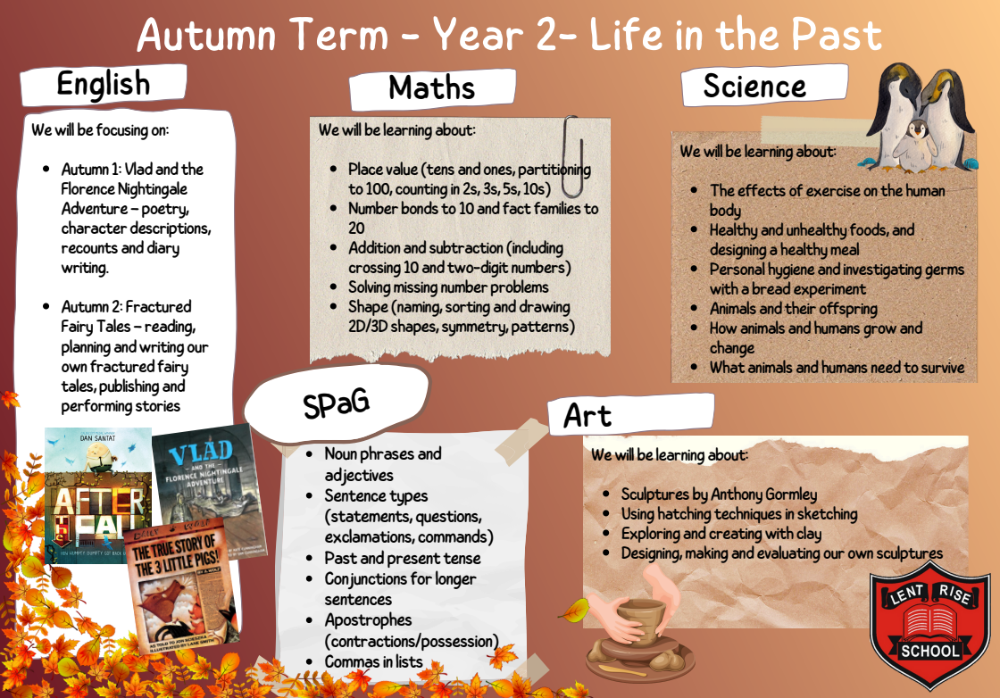 Autumn Term - Year 2- Life in the Past
English
We will be focusing on:
Autumn 1: Vlad and the
Florence Nightingale
Adventure – poetry,
character descriptions,
recounts and diary
writing.
Autumn 2: Fractured
Fairy Tales – reading,
planning and writing our
own fractured fairy
tales, publishing and
performing stories
DAN SANTAT
AFTER
The
FALL
VLAD
AND THE
FLORENCE NIGHTINGALE
ADVENTURE
THE TRUE STORY OF
THE 3 LITTLE PIGS!
BY A. WOLF
AS TOLD TO JON SCIESZKA
ILLUSTRATED BY LANE SMITH
Maths
We will be learning about:
Place value (tens and ones, partitioning
to 100, counting in 2s, 3s, 5s, 10s)
Number bonds to 10 and fact families to
20
Addition and subtraction (including
crossing 10 and two-digit numbers)
Solving missing number problems
Shape (naming, sorting and drawing
2D/3D shapes, symmetry, patterns)
SPaG
Noun phrases and
adjectives
Sentence types
(statements, questions,
exclamations, commands)
Past and present tense
Conjunctions for longer
sentences
Apostrophes
(contractions/possession)
Commas in lists
Science
We will be learning about:
The effects of exercise on the human
body
Healthy and unhealthy foods, and
designing a healthy meal
Personal hygiene and investigating germs
with a bread experiment
Animals and their offspring
How animals and humans grow and
change
What animals and humans need to survive
Art
We will be learning about:
Sculptures by Anthony Gormley
Using hatching techniques in sketching
Exploring and creating with clay
Designing, making and evaluating our own sculptures
LENT RISE
SCHOOL